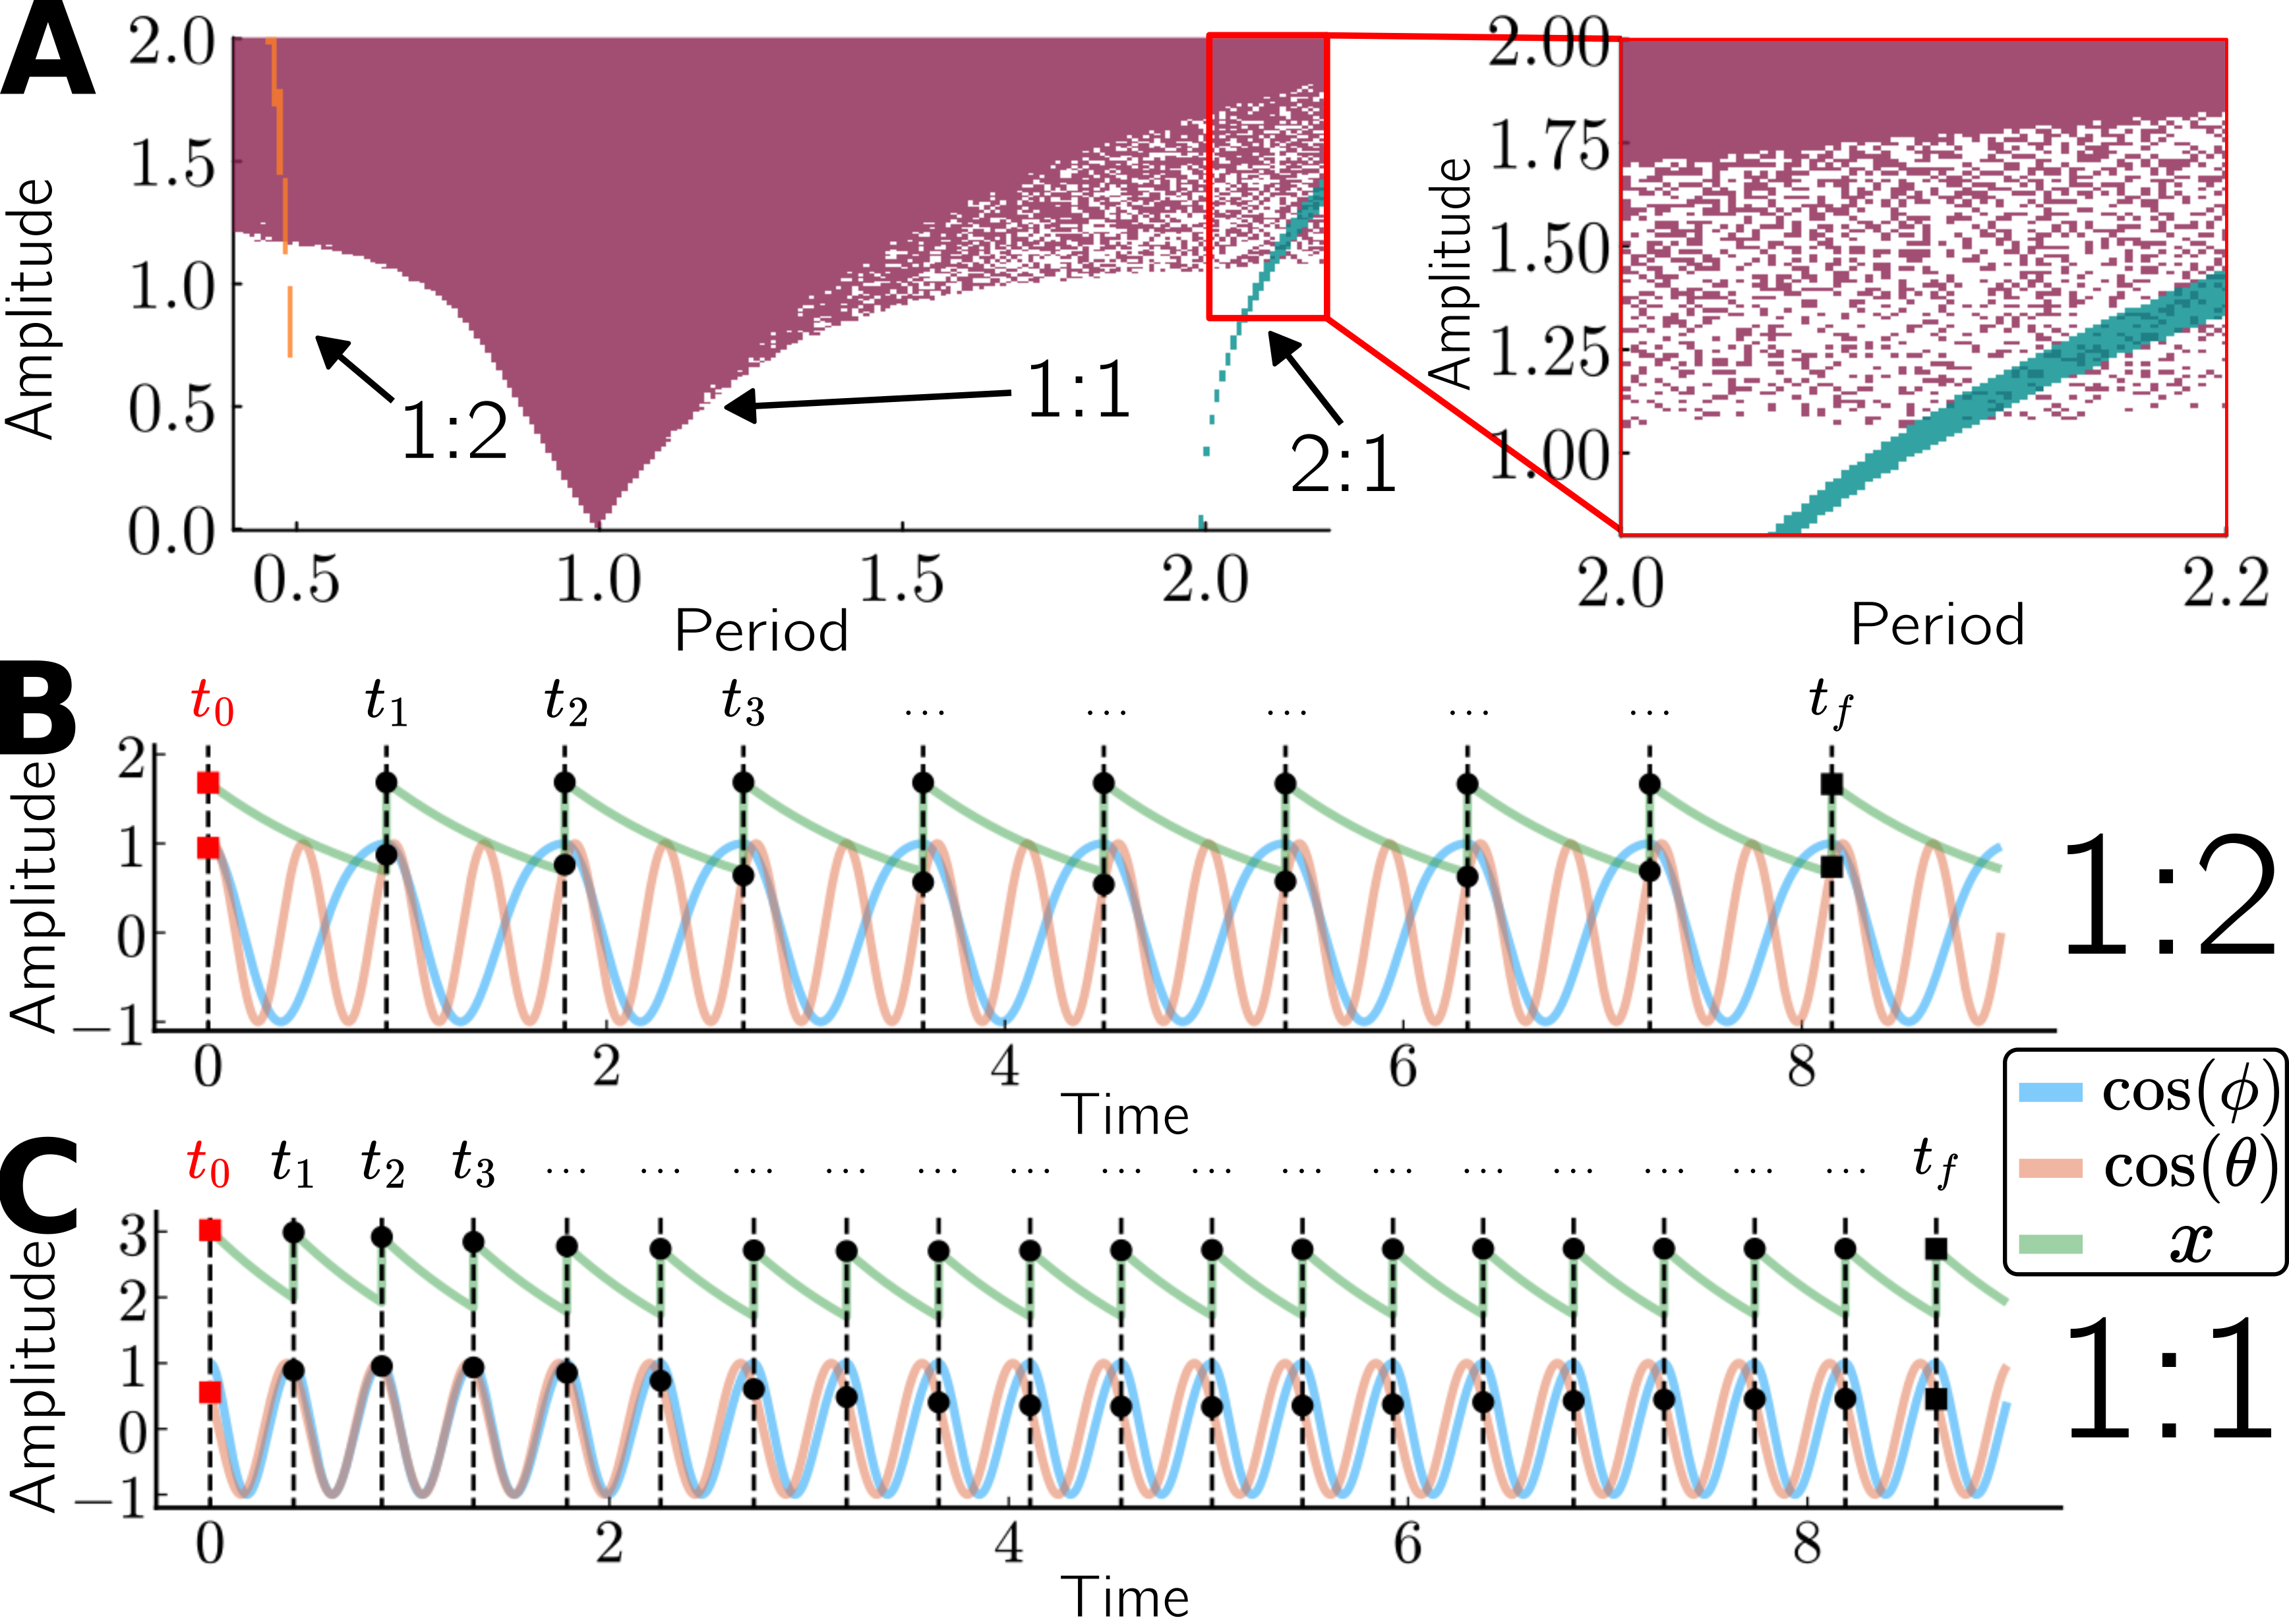 A
Amplitude
2.0
1.5
1.0
0.5
0.0
0.5 1.0 1.5 2.0
Period
1:2
1:1
2:1
Amplitude
2.00
1.75
1.50
1.25
1.00
2.0 2.2
Period
B
t0 t1 t2 t3 ... ... ... ... ... tf
Amplitude
2
1
0
−1
0 2 4 6 8
Time
1:2
cos(ϕ)
cos(θ)
x
C
t0 t1 t2 t3 ... ... ... ... ... ... ... ... ... ... ... ... ... ... ... tf
Amplitude
3
2
1
0
−1
0 2 4 6 8
Time
1:1